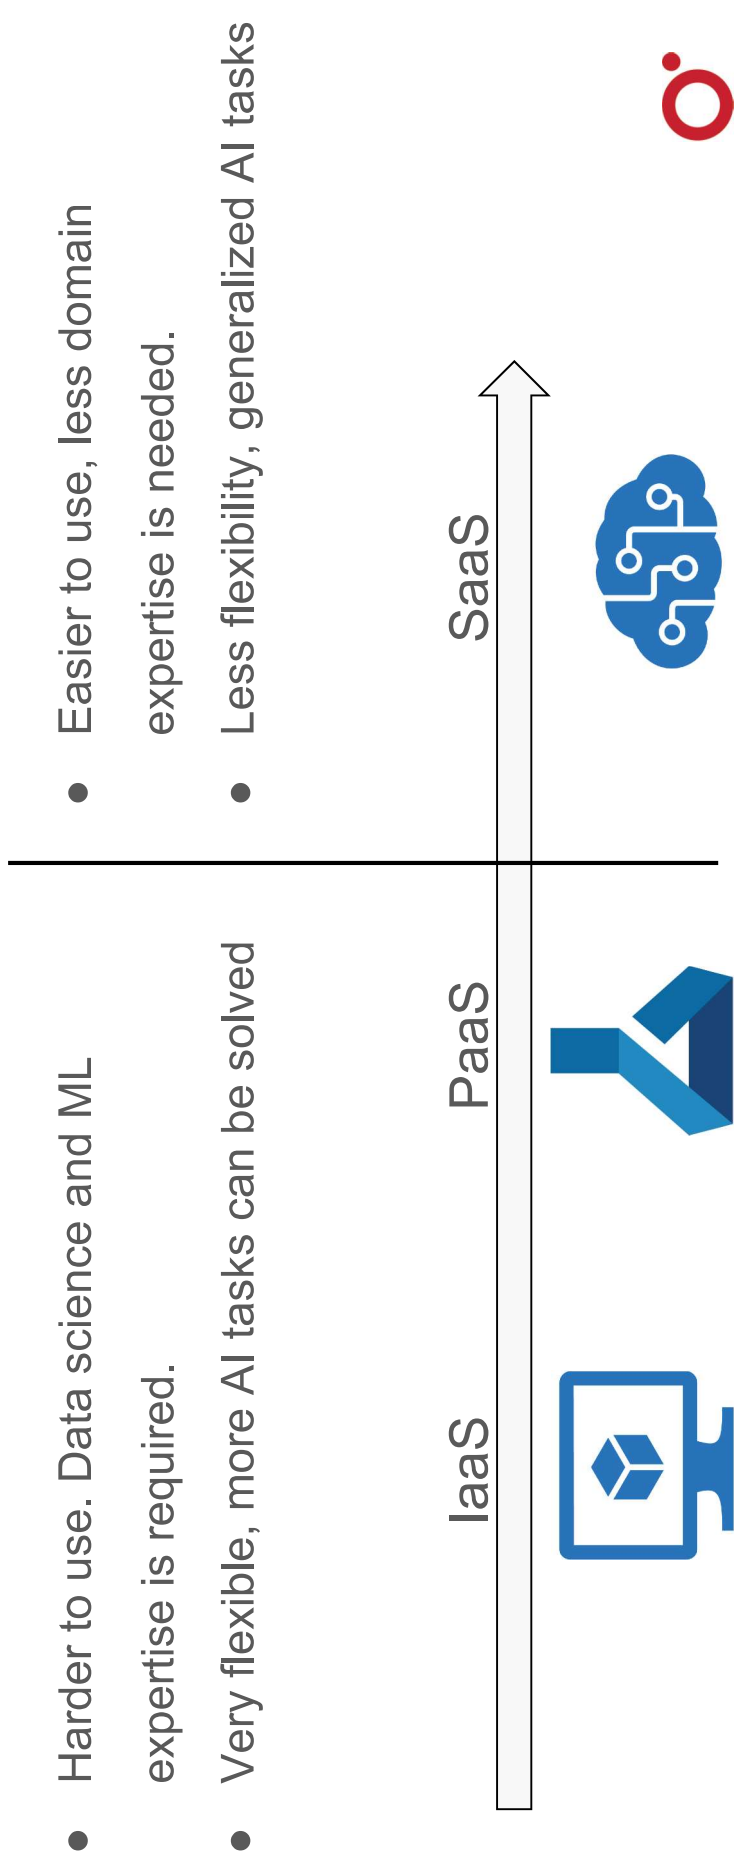 ● Harder to use. Data science and ML
expertise is required.
● Very flexible, more AI tasks can be solved
● Easier to use, less domain
expertise is needed.
● Less flexibility, generalized AI tasks
IaaS
PaaS
SaaS